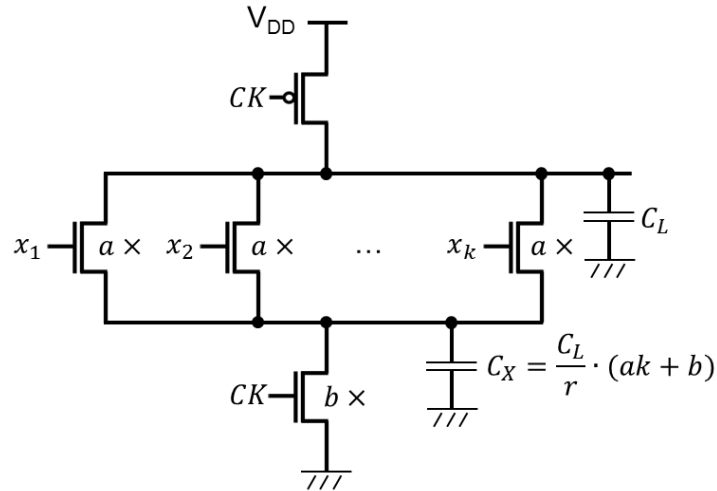 V_DD
CK
x_1 a × x_2 a × … x_k a × C_L
C_X = C_L/r · (ak + b)
CK b ×